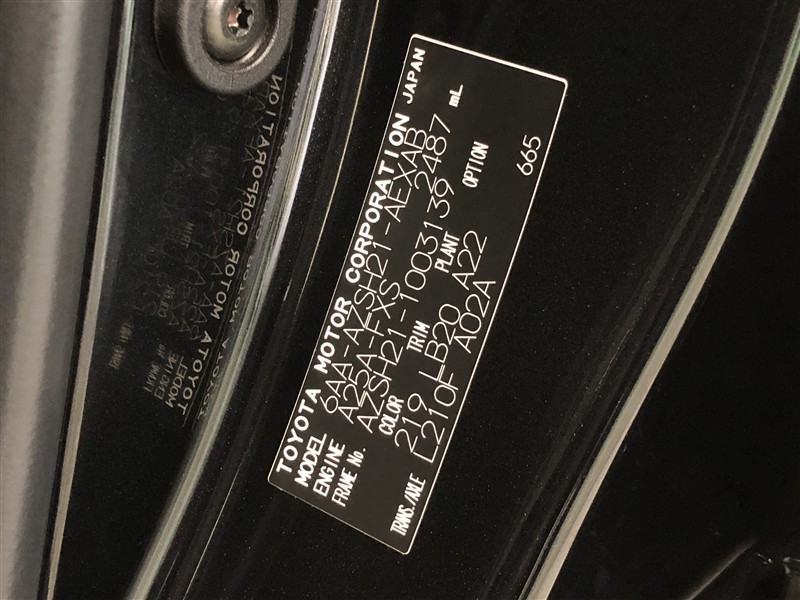 TOYOTA MOTOR CORPORATION JAPAN
MODEL 6AA-AZSH21-AEXAB
ENGINE A25A-FXS 2487 mL
FRAME No. AZSH21-1003139
COLOR TRIM PLANT OPTION
219 LB20 A22
TRANS./AXLE L210F A02A
665